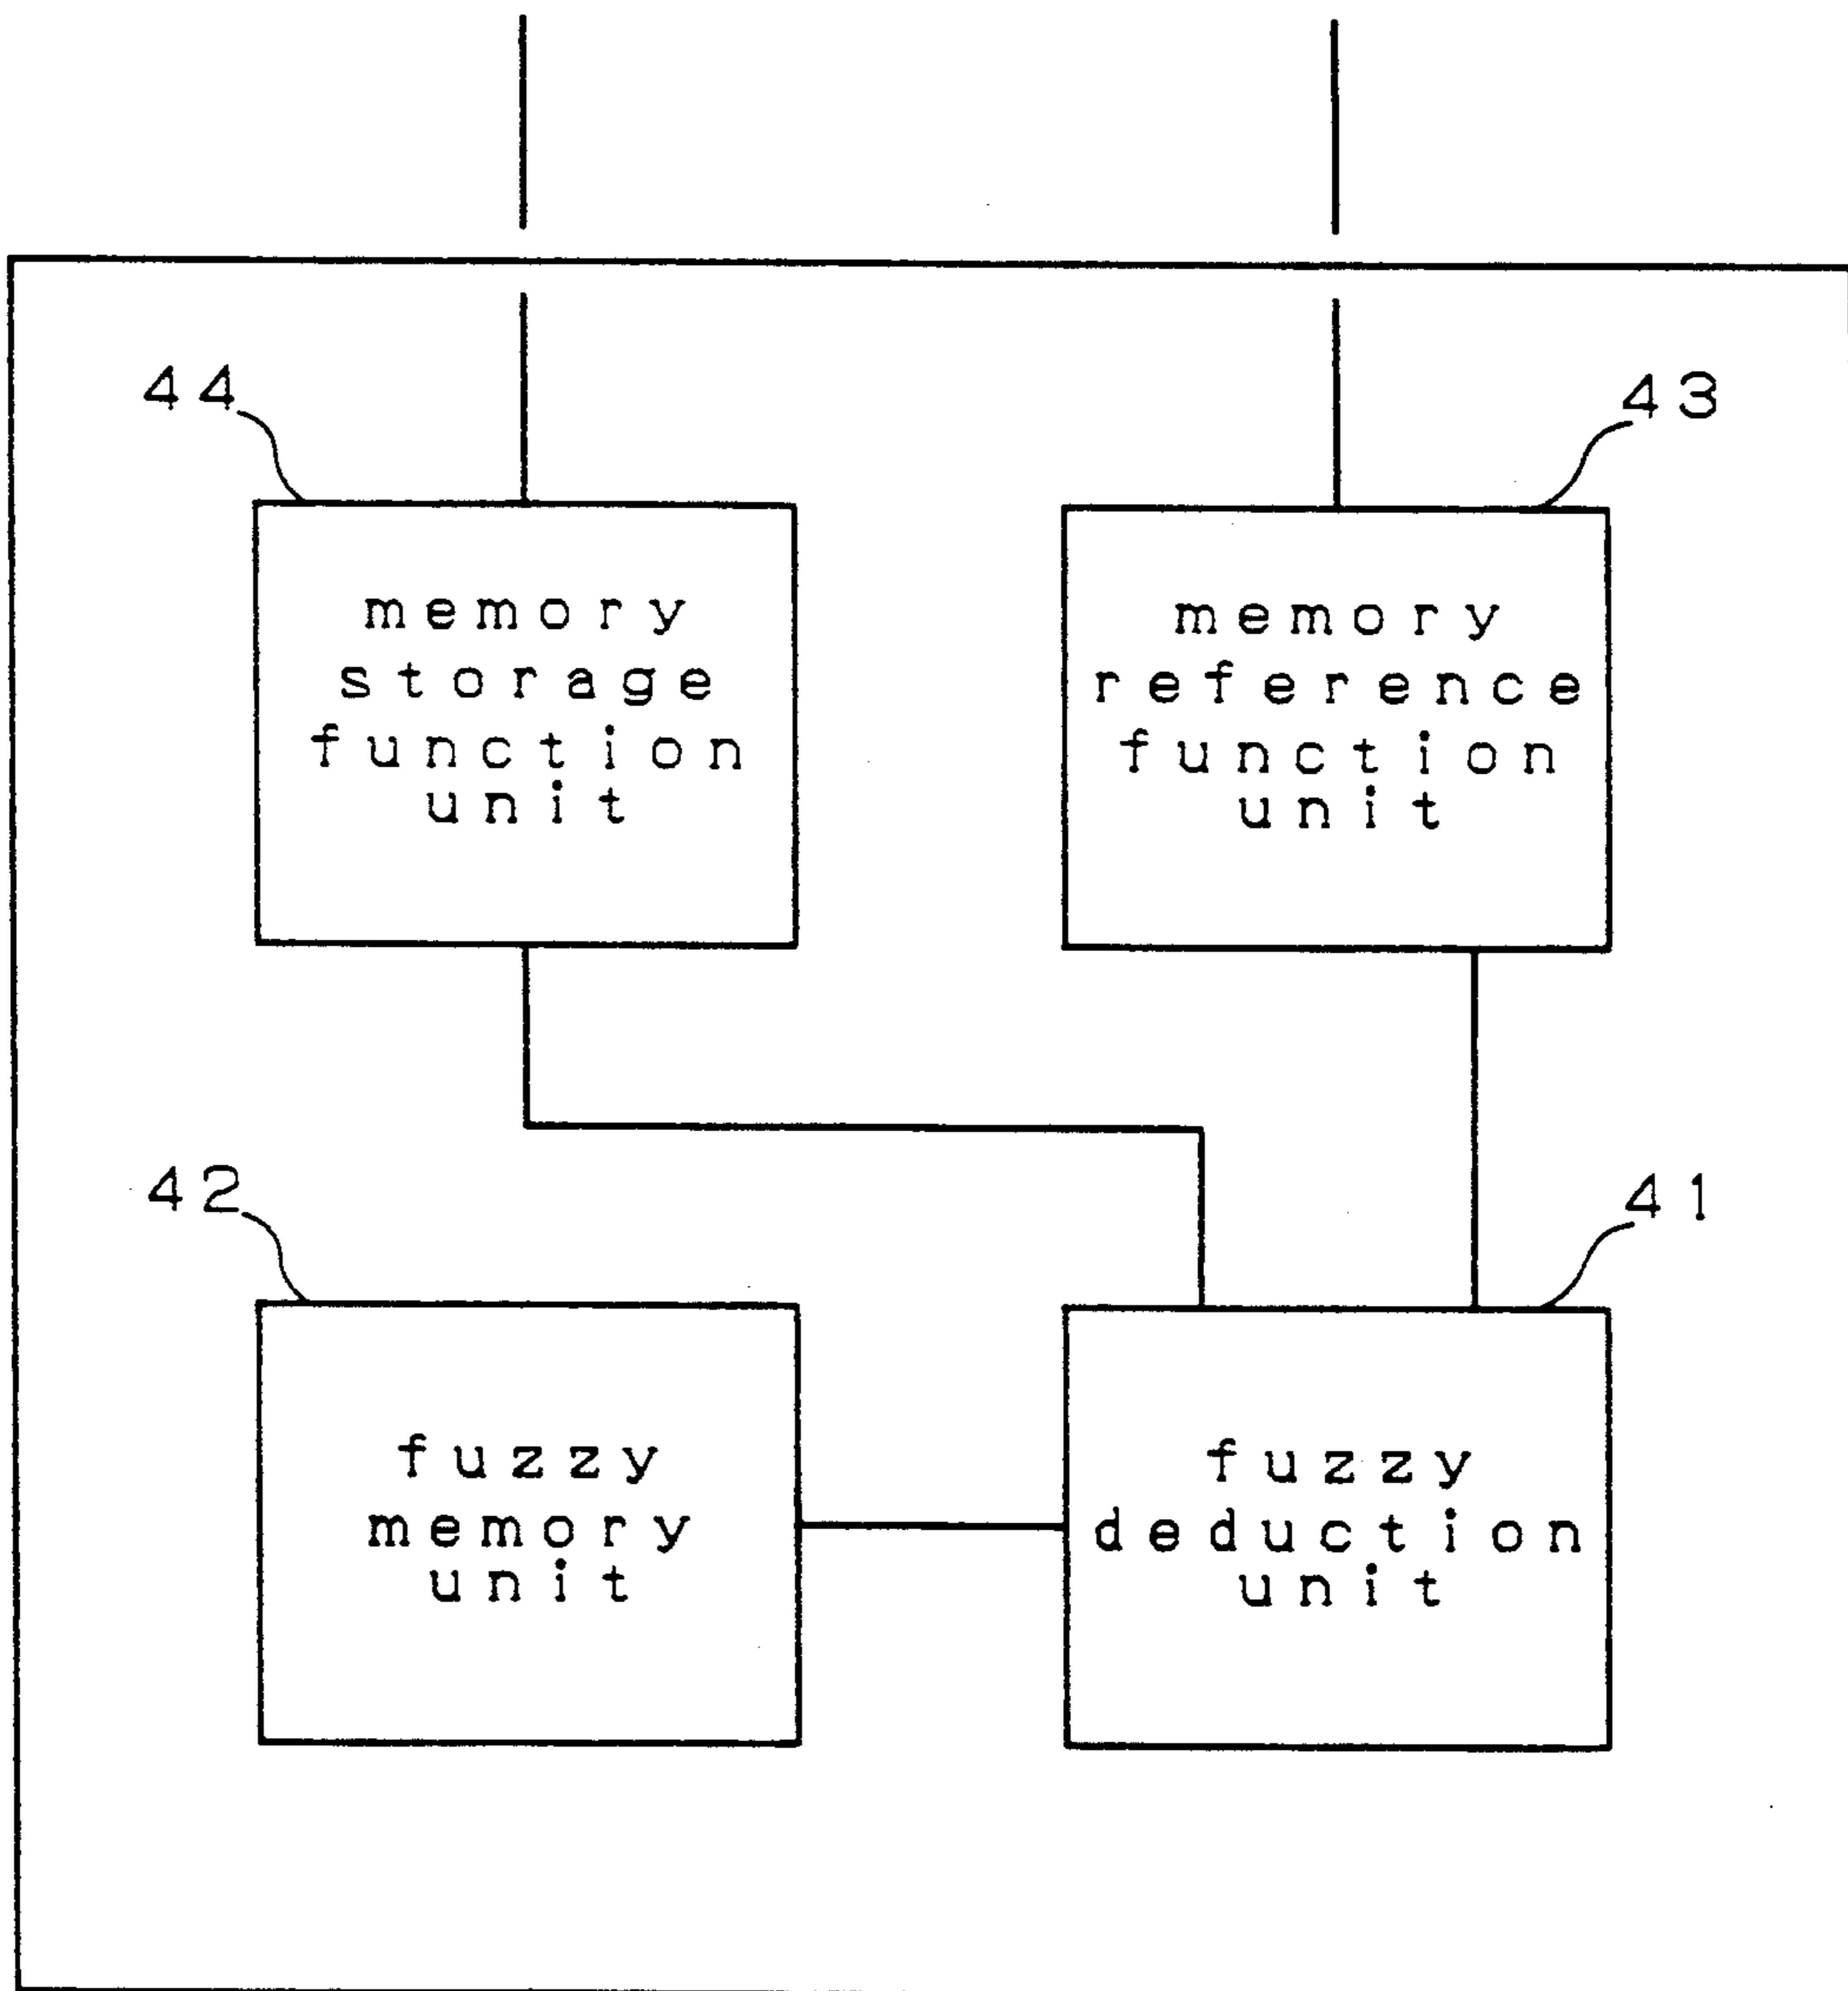 44
43
memory
storage
function
unit
memory
reference
function
unit
42
41
fuzzy
memory
unit
fuzzy
deduction
unit